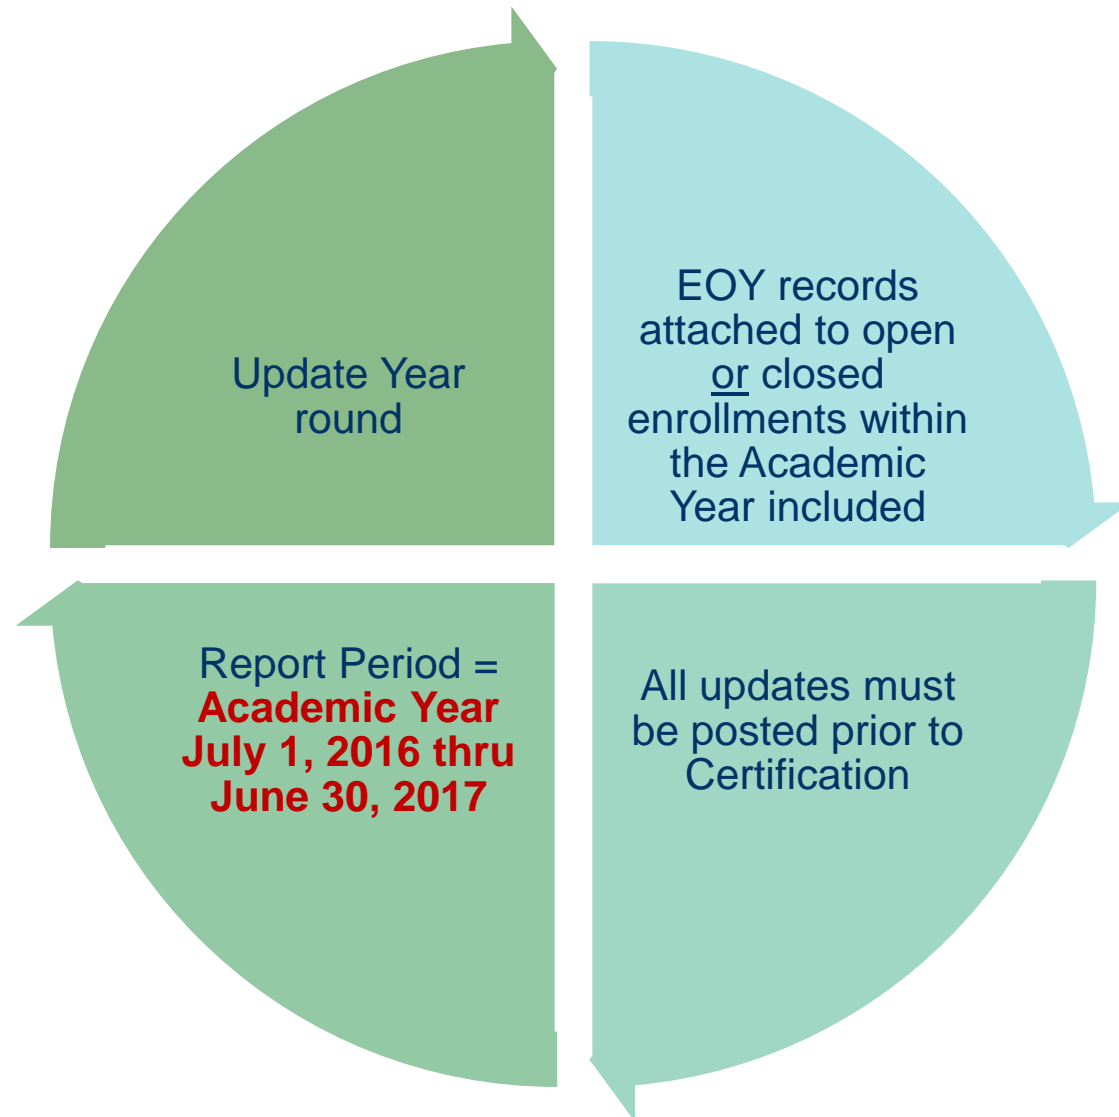 Update Year
round
EOY records
attached to open
or closed
enrollments within
the Academic
Year included
Report Period =
Academic Year
July 1, 2016 thru
June 30, 2017
All updates must
be posted prior to
Certification